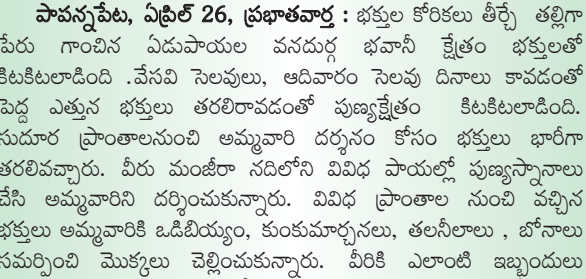 పాపన్నపేట, ఏప్రిల్ 26, ప్రభాతవార్త : భక్తుల కోరికలు తీర్చే తల్లిగా
పేరు గాంచిన ఏడుపాయల వనదుర్గ భవానీ క్షేత్రం భక్తులతో
కిటకిటలాడింది .వేసవి సెలవులు, ఆదివారం సెలవు దినాలు కావడంతో
పెద్ద ఎత్తున భక్తులు తరలిరావడంతో పుణ్యక్షేత్రం కిటకిటలాడింది.
సుదూర ప్రాంతాలనుంచి అమ్మవారి దర్శనం కోసం భక్తులు భారీగా
తరలివచ్చారు. వీరు మంజీరా నదిలోని వివిధ పాయల్లో పుణ్యస్నానాలు
చేసి అమ్మవారిని దర్శించుకున్నారు. వివిధ ప్రాంతాల నుంచి వచ్చిన
భక్తులు అమ్మవారికి ఒడిబియ్యం, కుంకుమార్చనలు, తలనీలాలు , బోనాలు
సమర్పించి మొక్కలు చెల్లించుకున్నారు. వీరికి ఎలాంటి ఇబ్బందులు